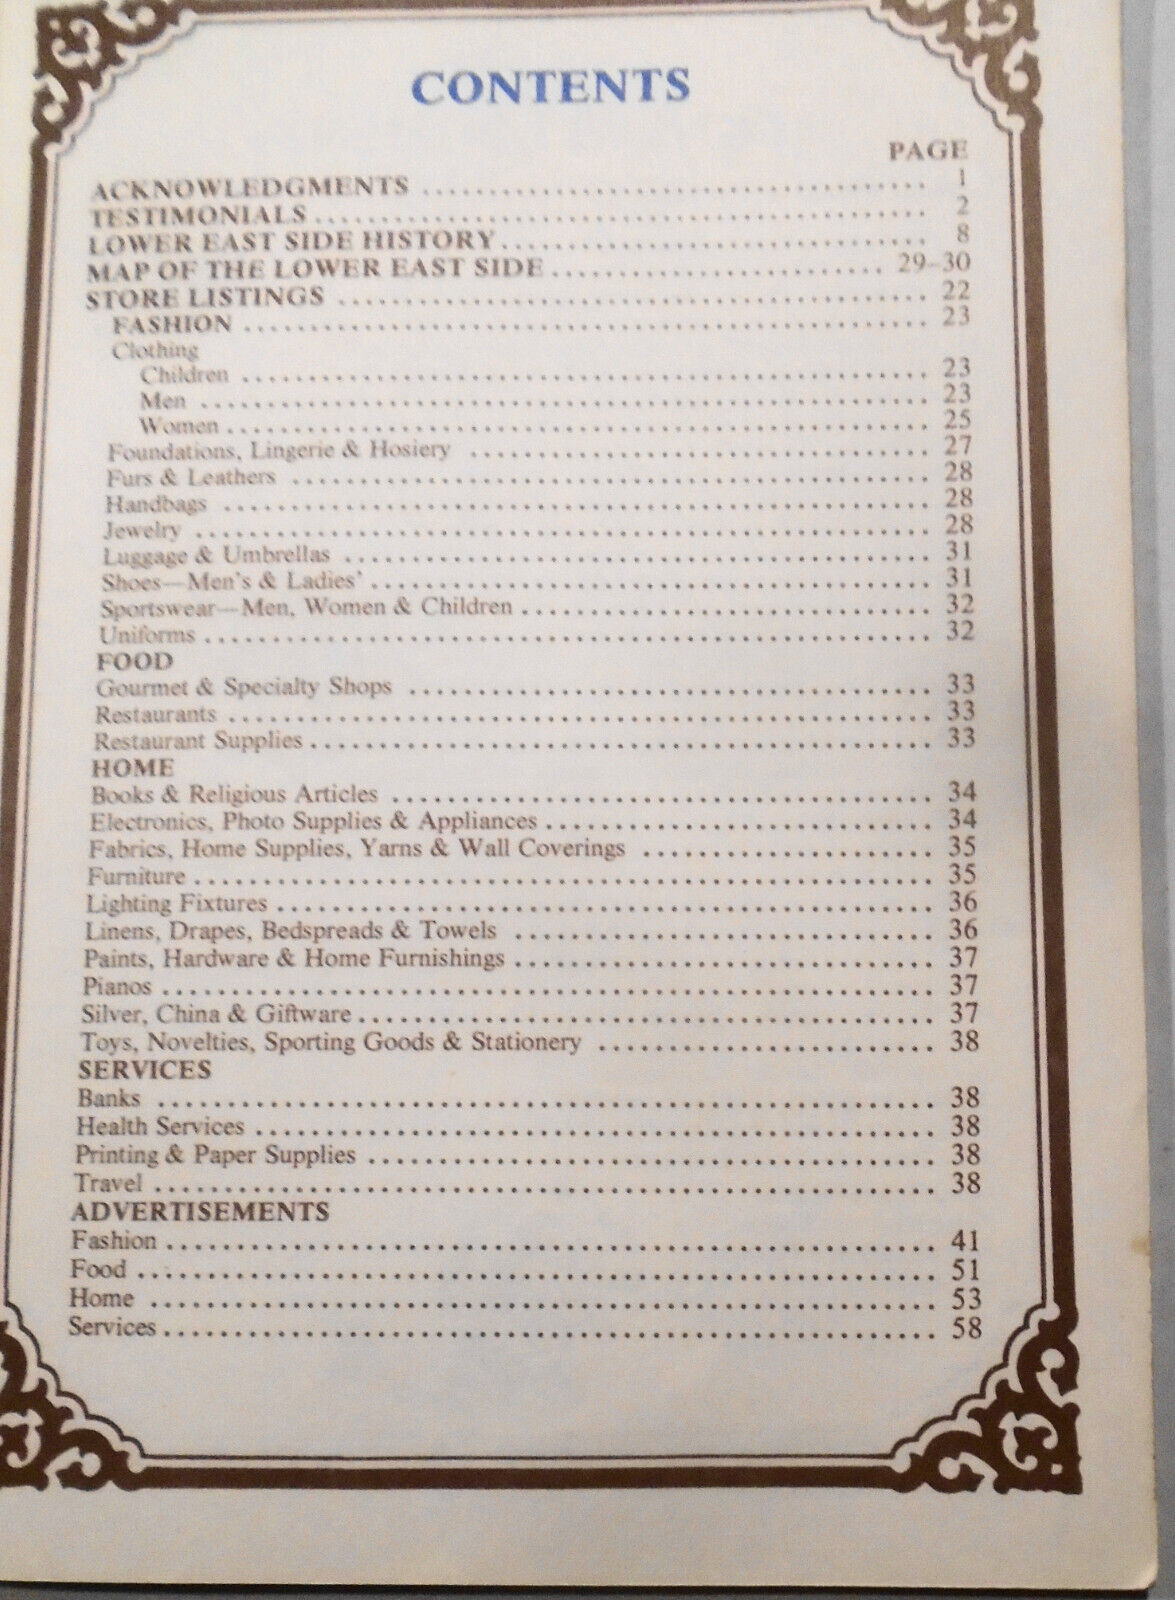 CONTENTS
PAGE
ACKNOWLEDGMENTS ........................................ 1
TESTIMONIALS ........................................ 2
LOWER EAST SIDE HISTORY ........................................ 8
MAP OF THE LOWER EAST SIDE ........................................ 29–30
STORE LISTINGS ........................................ 22
FASHION ........................................ 23
Clothing
Children ........................................ 23
Men ........................................ 23
Women ........................................ 25
Foundations, Lingerie & Hosiery ........................................ 27
Furs & Leathers ........................................ 28
Handbags ........................................ 28
Jewelry ........................................ 28
Luggage & Umbrellas ........................................ 31
Shoes—Men's & Ladies' ........................................ 31
Sportswear—Men, Women & Children ........................................ 32
Uniforms ........................................ 32
FOOD
Gourmet & Specialty Shops ........................................ 33
Restaurants ........................................ 33
Restaurant Supplies ........................................ 33
HOME
Books & Religious Articles ........................................ 34
Electronics, Photo Supplies & Appliances ........................................ 34
Fabrics, Home Supplies, Yarns & Wall Coverings ........................................ 35
Furniture ........................................ 35
Lighting Fixtures ........................................ 36
Linens, Drapes, Bedspreads & Towels ........................................ 36
Paints, Hardware & Home Furnishings ........................................ 37
Pianos ........................................ 37
Silver, China & Giftware ........................................ 37
Toys, Novelties, Sporting Goods & Stationery ........................................ 38
SERVICES
Banks ........................................ 38
Health Services ........................................ 38
Printing & Paper Supplies ........................................ 38
Travel ........................................ 38
ADVERTISEMENTS
Fashion ........................................ 41
Food ........................................ 51
Home ........................................ 53
Services ........................................ 58